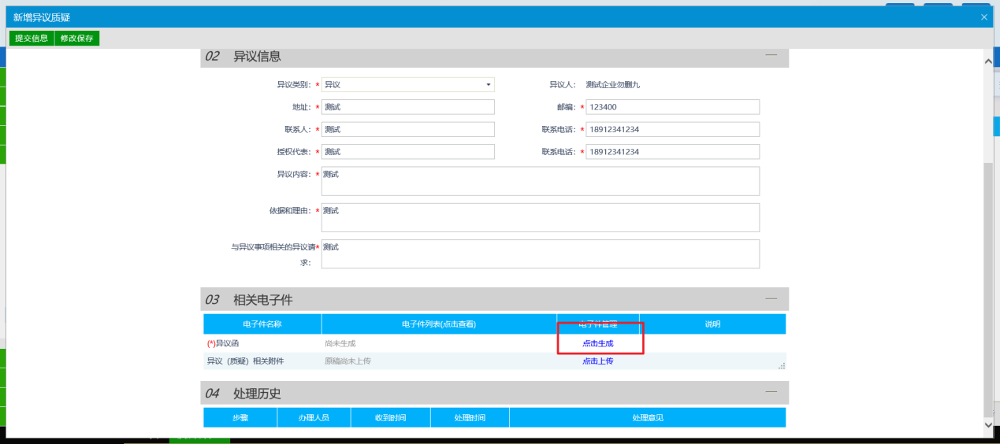 新增异议质疑
提交信息 修改保存
02 异议信息
异议类别： * 异议 异议人： 测试企业勿删九
地址： * 测试 邮编： * 123400
联系人： * 测试 联系电话： * 18912341234
授权代表： * 测试 联系电话： * 18912341234
异议内容： * 测试
依据和理由： * 测试
与异议事项相关的异议请* 测试
求：
03 相关电子件
电子件名称 电子件列表(点击查看) 电子件管理 说明
(*)异议函 尚未生成 点击生成
异议（质疑）相关附件 原稿尚未上传 点击上传
04 处理历史
步骤 办理人员 收到时间 处理时间 处理意见